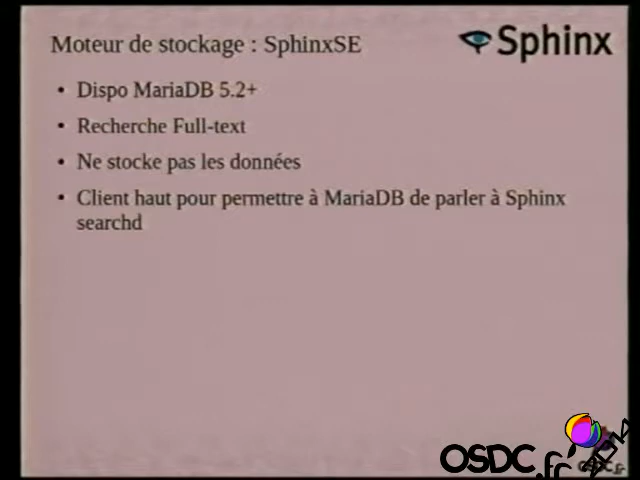 Moteur de stockage : SphinxSE
Sphinx
• Dispo MariaDB 5.2+
• Recherche Full-text
• Ne stocke pas les données
• Client haut pour permettre à MariaDB de parler à Sphinx
searchd
OSDC.fr